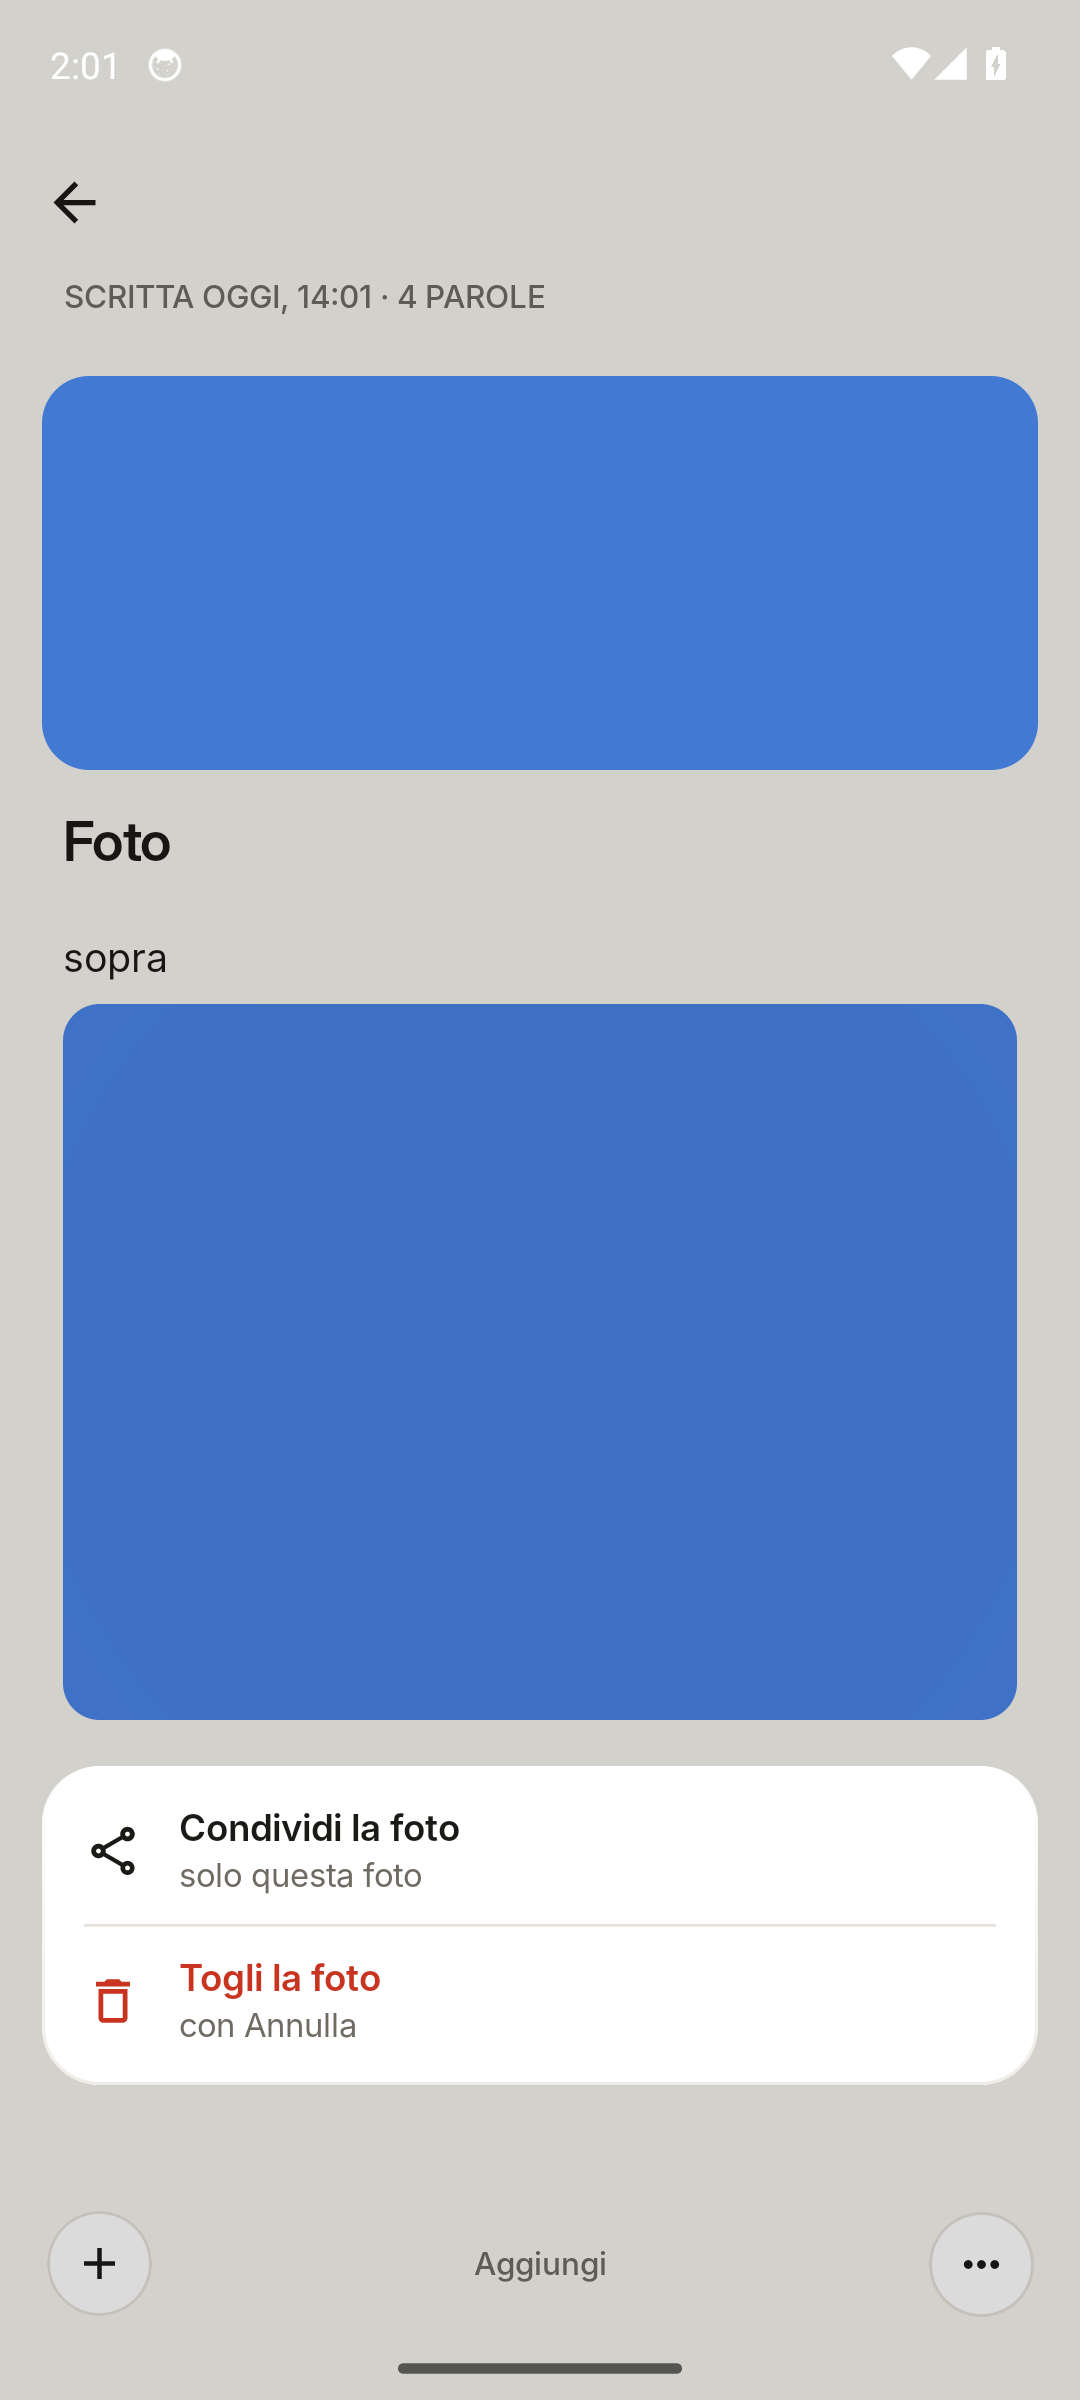 2:01
SCRITTA OGGI, 14:01 · 4 PAROLE
Foto
sopra
Condividi la foto
solo questa foto
Togli la foto
con Annulla
Aggiungi